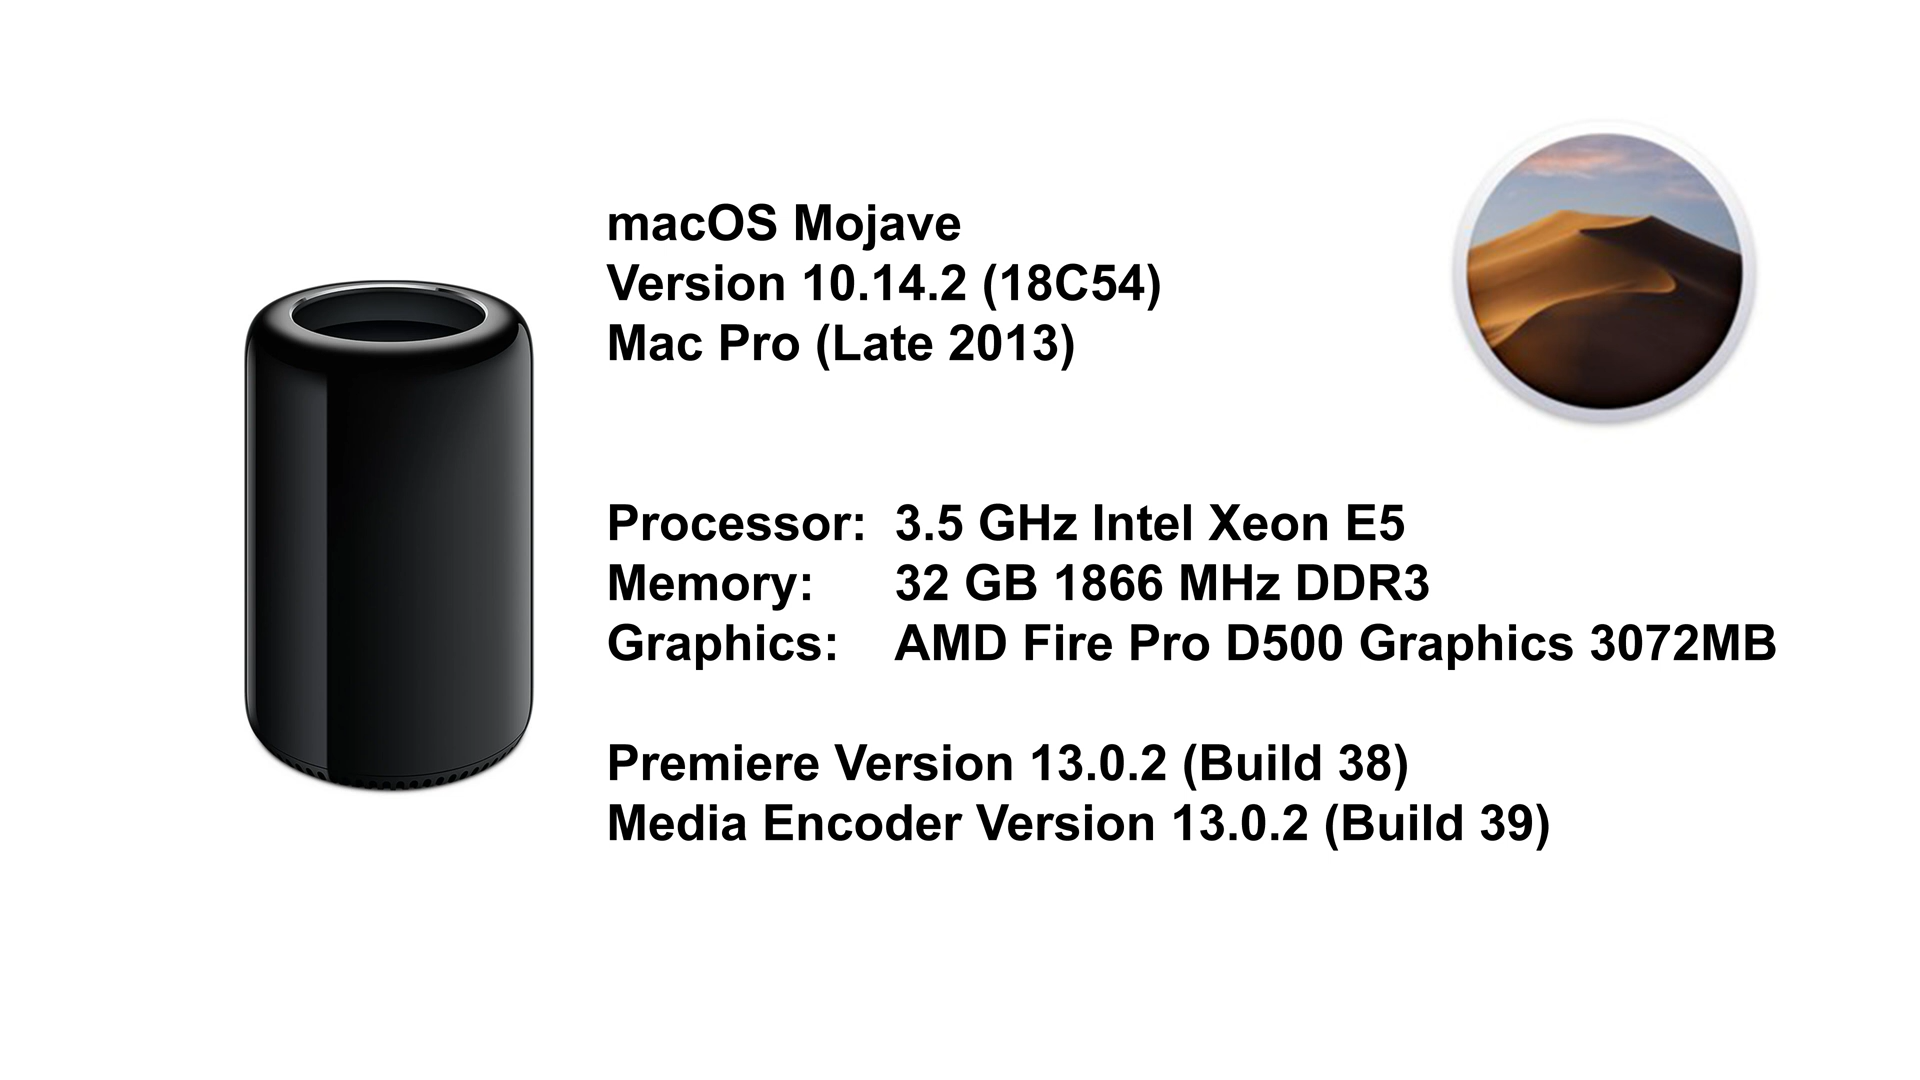 macOS Mojave
Version 10.14.2 (18C54)
Mac Pro (Late 2013)
Processor: 3.5 GHz Intel Xeon E5
Memory: 32 GB 1866 MHz DDR3
Graphics: AMD Fire Pro D500 Graphics 3072MB
Premiere Version 13.0.2 (Build 38)
Media Encoder Version 13.0.2 (Build 39)